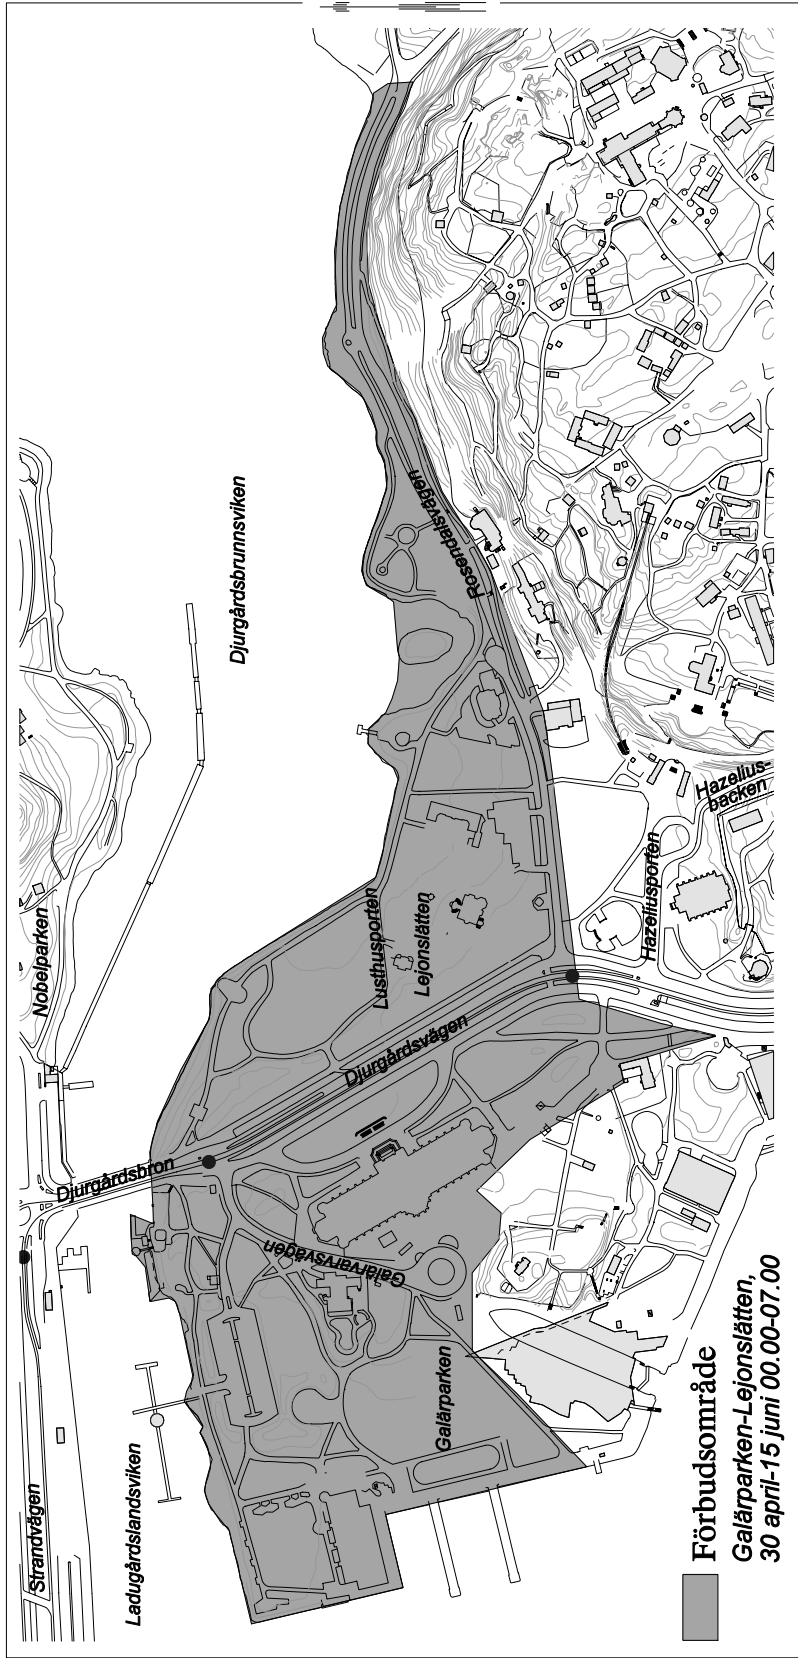 Strandvägen
Ladugårdslandsviken
Djurgårdsbron
Nobelparken
Djurgårdsbrunnsviken
Galärvarvsvägen
Galärparken
Djurgårdsvägen
Lusthusporten
Lejonslätten
Rosendalsvägen
Hazeliusporten
Hazelius-
backen
Förbudsområde
Galärparken-Lejonslätten,
30 april-15 juni 00.00-07.00